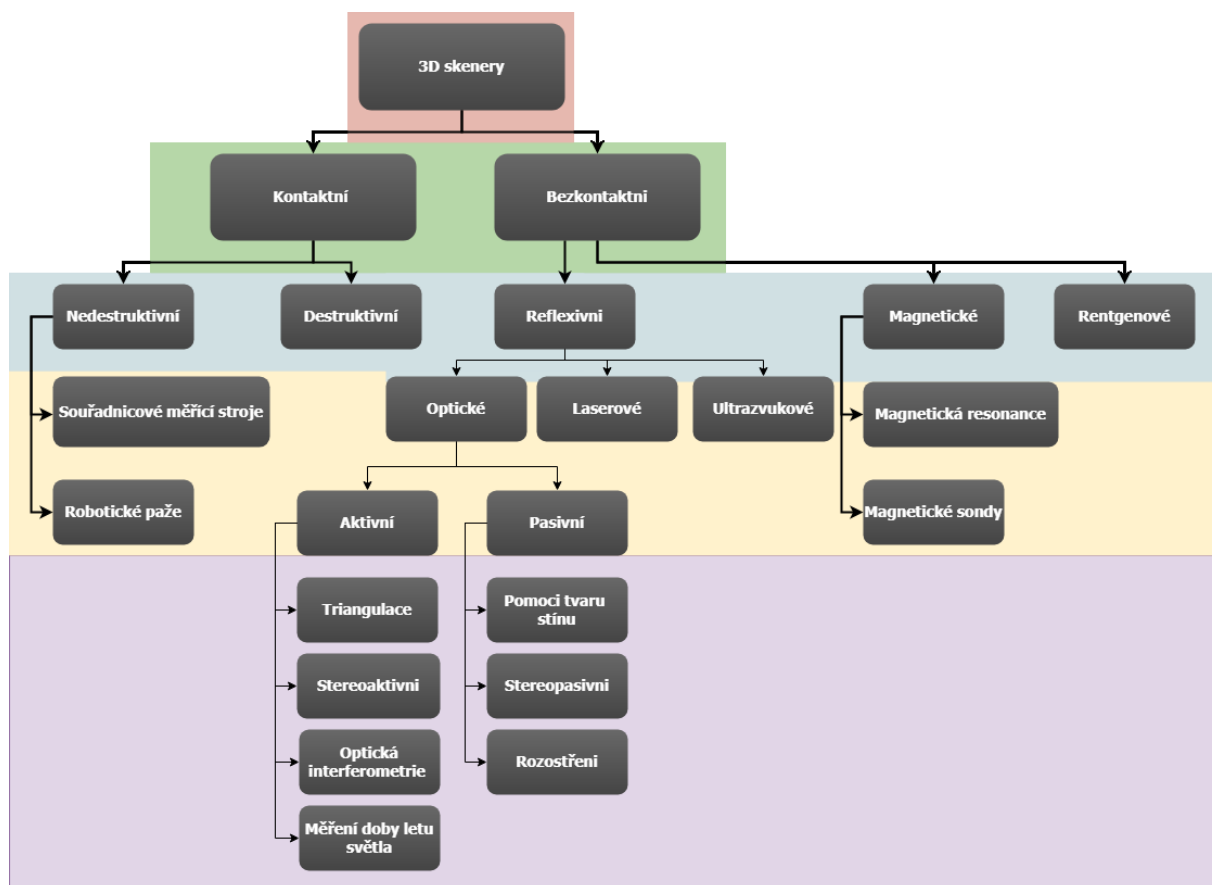 3D skenery
Kontaktní
Bezkontaktni
Nedestruktivní
Destruktivní
Reflexivni
Magnetické
Rentgenové
Souřadnicové měřící stroje
Optické
Laserové
Ultrazvukové
Magnetická resonance
Robotické paže
Aktivní
Pasivní
Magnetické sondy
Triangulace
Pomoci tvaru
stínu
Stereoaktivni
Stereopasivni
Optická
interferometrie
Rozostřeni
Měření doby letu
světla